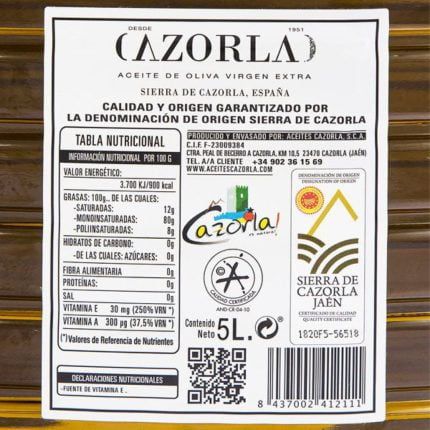 DESDE 1951
CAZORLA
ACEITE DE OLIVA VIRGEN EXTRA
SIERRA DE CAZORLA, ESPAÑA
CALIDAD Y ORIGEN GARANTIZADO POR
LA DENOMINACIÓN DE ORIGEN SIERRA DE CAZORLA
TABLA NUTRICIONAL
INFORMACIÓN NUTRICIONAL POR 100 G
VALOR ENERGÉTICO:
3.700 KJ/900 kcal
GRASAS: 100g., DE LAS CUALES:
-SATURADAS: 12g
-MONOINSATURADAS 80g
-POLIINSATURADAS 8g
HIDRATOS DE CARBONO: 0g
-DE LAS CUALES: AZÚCARES: 0g
FIBRA ALIMENTARIA 0g
PROTEÍNAS: 0g
SAL 0g
VITAMINA E 30 mg (250% VRN *)
VITAMINA A 300 µg (37,5% VRN *)
(*)Valores de Referencia de Nutrientes
DECLARACIONES NUTRICIONALES
-FUENTE DE VITAMINA E.
PRODUCIDO Y ENVASADO POR: ACEITES CAZORLA, S.C.A.
C.I.F. F-23009384
CTRA. PEAL DE BECERRO A CAZORLA, KM 10,5 23470 CAZORLA (JAÉN)
TEL. A/A CLIENTE +34 902 36 15 69
WWW.ACEITESCAZORLA.COM
Cazorla!
es natural
CALIDAD CERTIFICADA
AND-CR-04-10
Contenido
Neto 5L.
DENOMINACIÓN DE ORIGEN
DESIGNATION OF ORIGIN
SIERRA DE
CAZORLA
JAÉN
CERTIFICADO DE CALIDAD
QUALITY CERTIFICATE
1820F5-56518
8 437002 412111